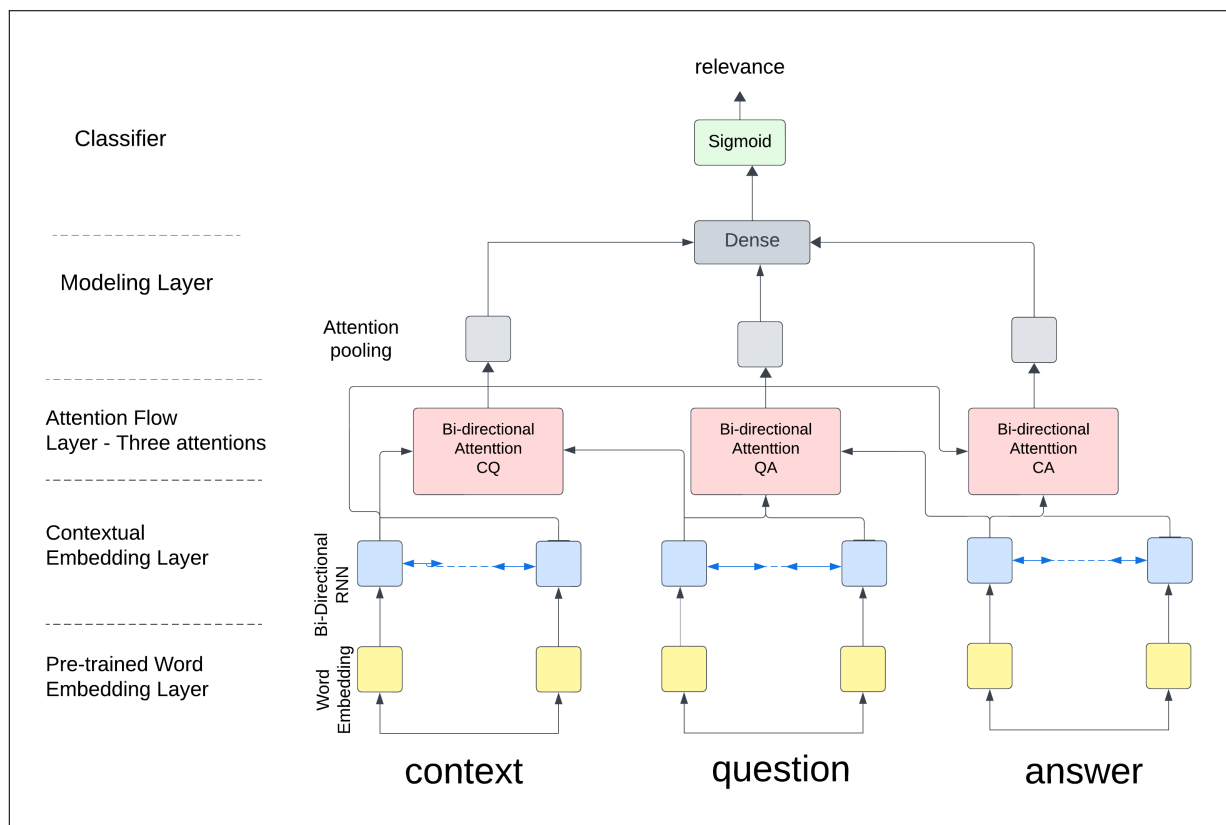 relevance
Classifier
Sigmoid
Dense
Modeling Layer
Attention
pooling
Attention Flow
Layer - Three attentions
Bi-directional
Attenttion
CQ
Bi-directional
Attenttion
QA
Bi-directional
Attenttion
CA
Contextual
Embedding Layer
Bi-Directional
RNN
Pre-trained Word
Embedding Layer
Word
Embedding
context
question
answer